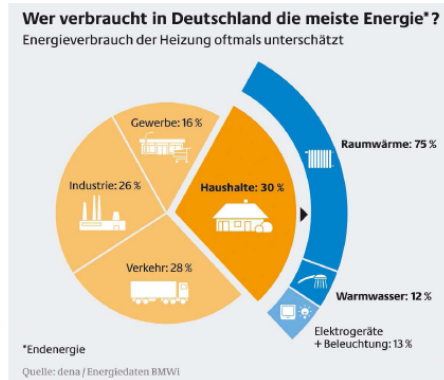 Wer verbraucht in Deutschland die meiste Energie*?
Energieverbrauch der Heizung oftmals unterschätzt
Gewerbe: 16 %
Raumwärme: 75 %
Industrie: 26 %
Haushalte: 30 %
Verkehr: 28 %
Warmwasser: 12 %
Elektrogeräte
+ Beleuchtung: 13 %
*Endenergie
Quelle: dena / Energiedaten BMWi